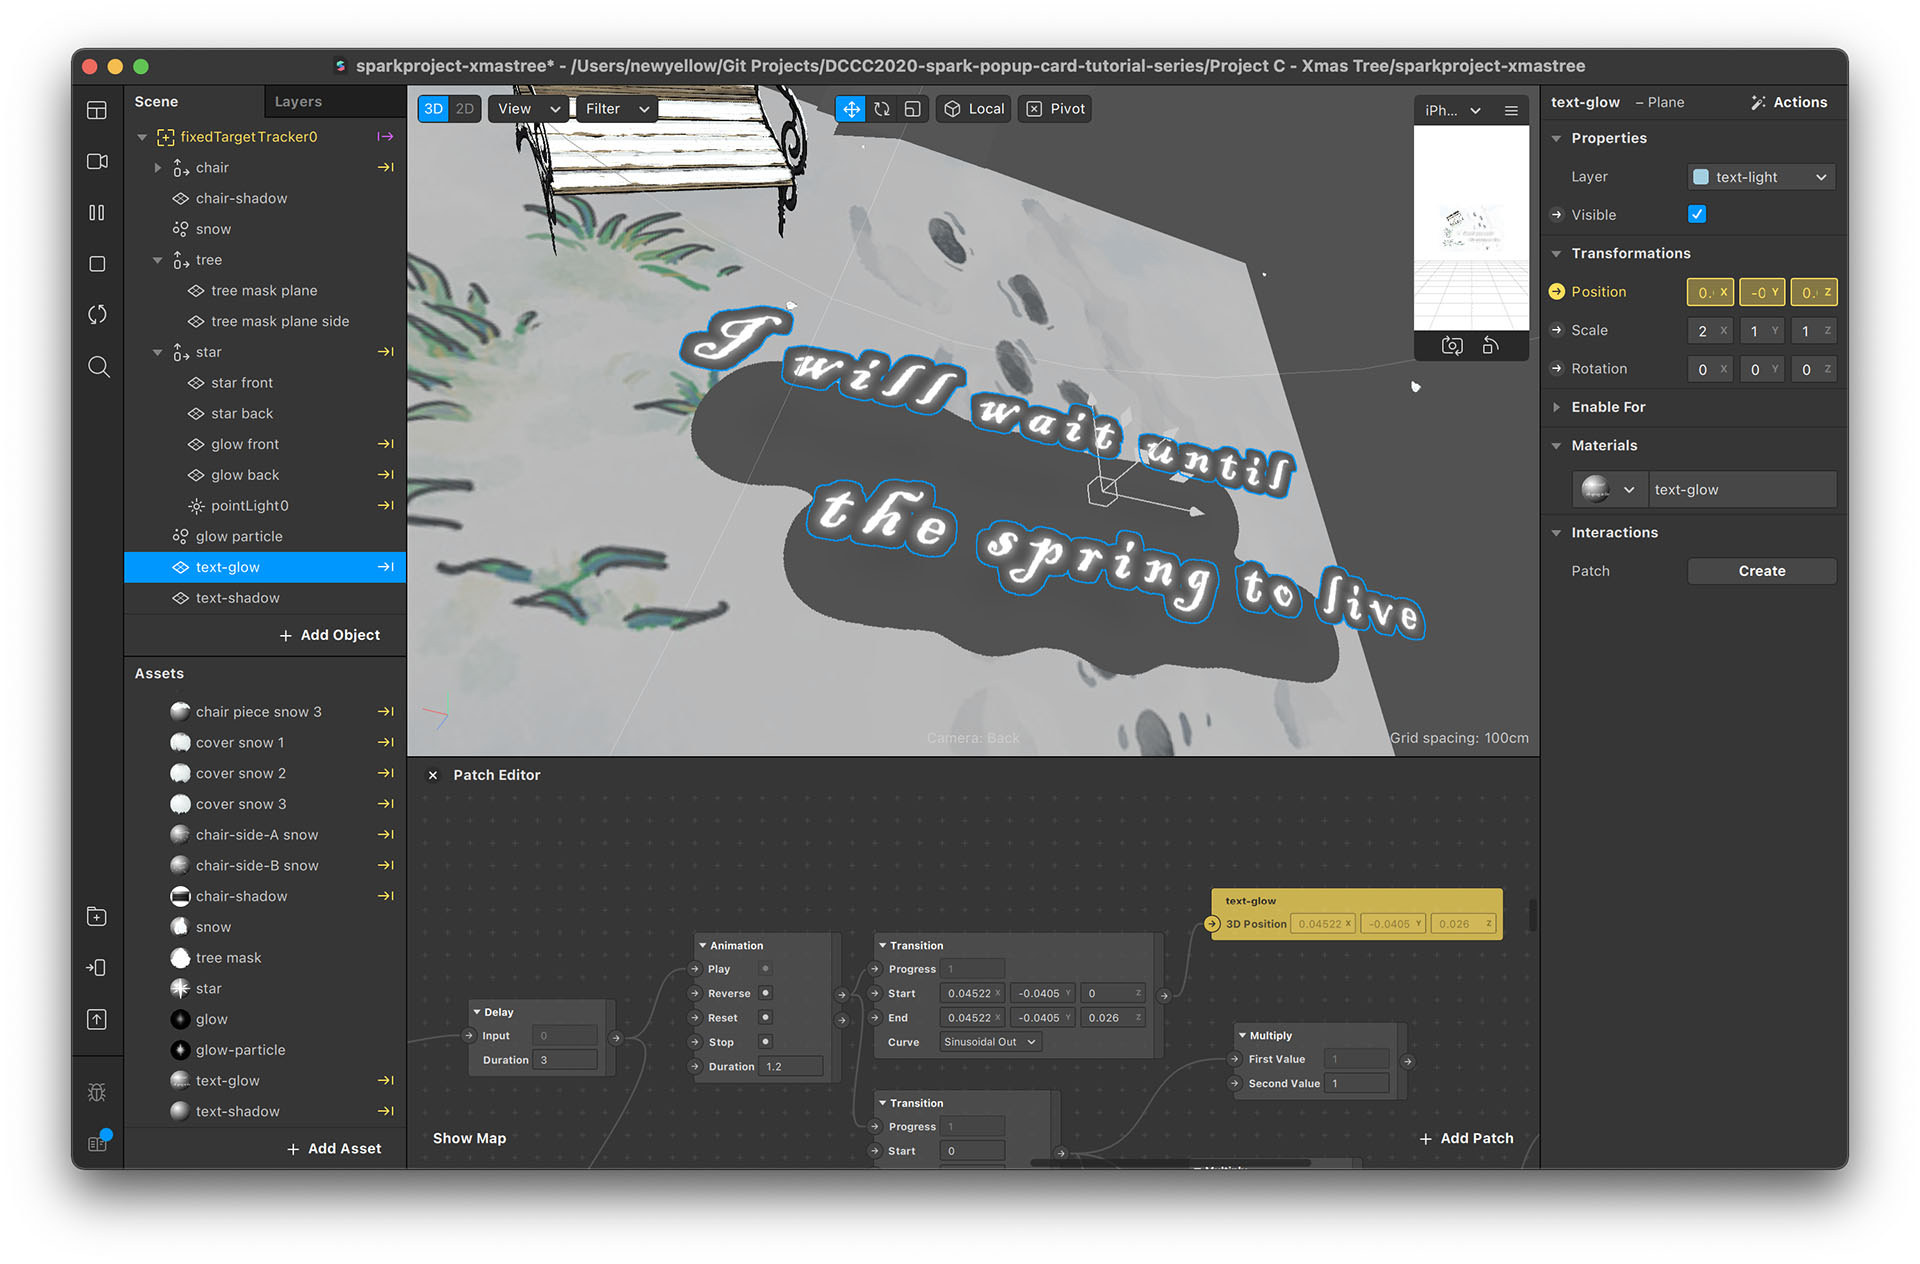 sparkproject-xmastree* - /Users/newyellow/Git Projects/DCCC2020-spark-popup-card-tutorial-series/Project C - Xmas Tree/sparkproject-xmastree
Scene
Layers
fixedTargetTracker0
chair
chair-shadow
snow
tree
tree mask plane
tree mask plane side
star
star front
star back
glow front
glow back
pointLight0
glow particle
text-glow
text-shadow
+ Add Object
Assets
chair piece snow 3
cover snow 1
cover snow 2
cover snow 3
chair-side-A snow
chair-side-B snow
chair-shadow
snow
tree mask
star
glow
glow-particle
text-glow
text-shadow
+ Add Asset
3D 2D View Filter Local Pivot
iPh...
I will wait until
the spring to live
Camera: Back
Grid spacing: 100cm
Patch Editor
Delay
Input 0
Duration 3
Animation
Play
Reverse
Reset
Stop
Duration 1.2
Transition
Progress 1
Start 0.04522 X -0.0405 Y 0 Z
End 0.04522 X -0.0405 Y 0.026 Z
Curve Sinusoidal Out
Transition
Progress 1
Start 0
text-glow
3D Position 0.04522 X -0.0405 Y 0.026 Z
Multiply
First Value 1
Second Value 1
Show Map
+ Add Patch
text-glow – Plane Actions
Properties
Layer text-light
Visible
Transformations
Position 0. X -0 Y 0. Z
Scale 2 X 1 Y 1 Z
Rotation 0 X 0 Y 0 Z
Enable For
Materials
text-glow
Interactions
Patch Create